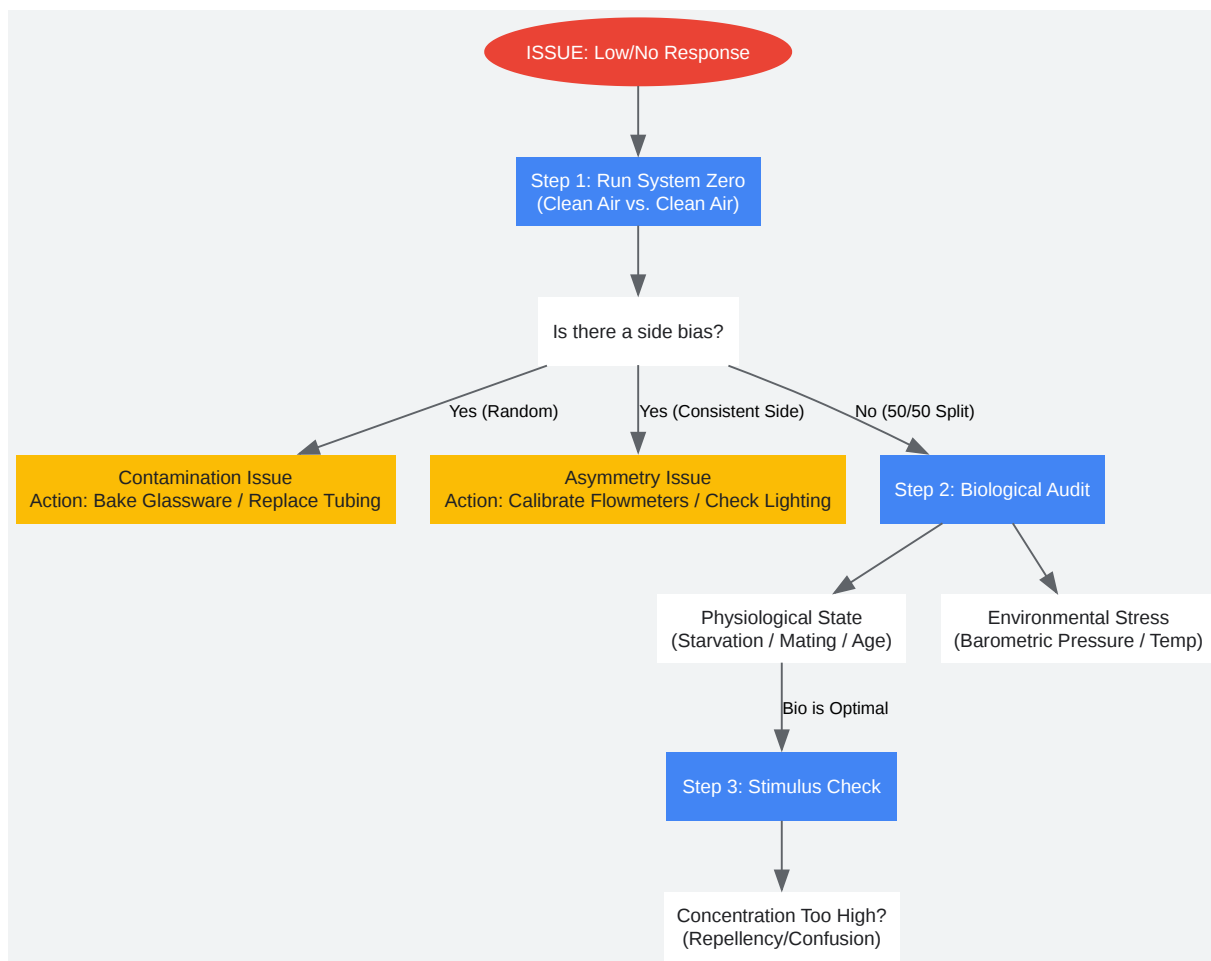 ISSUE: Low/No Response
Step 1: Run System Zero
(Clean Air vs. Clean Air)
Is there a side bias?
Yes (Random)
Yes (Consistent Side)
No (50/50 Split)
Contamination Issue
Action: Bake Glassware / Replace Tubing
Asymmetry Issue
Action: Calibrate Flowmeters / Check Lighting
Step 2: Biological Audit
Physiological State
(Starvation / Mating / Age)
Environmental Stress
(Barometric Pressure / Temp)
Bio is Optimal
Step 3: Stimulus Check
Concentration Too High?
(Repellency/Confusion)